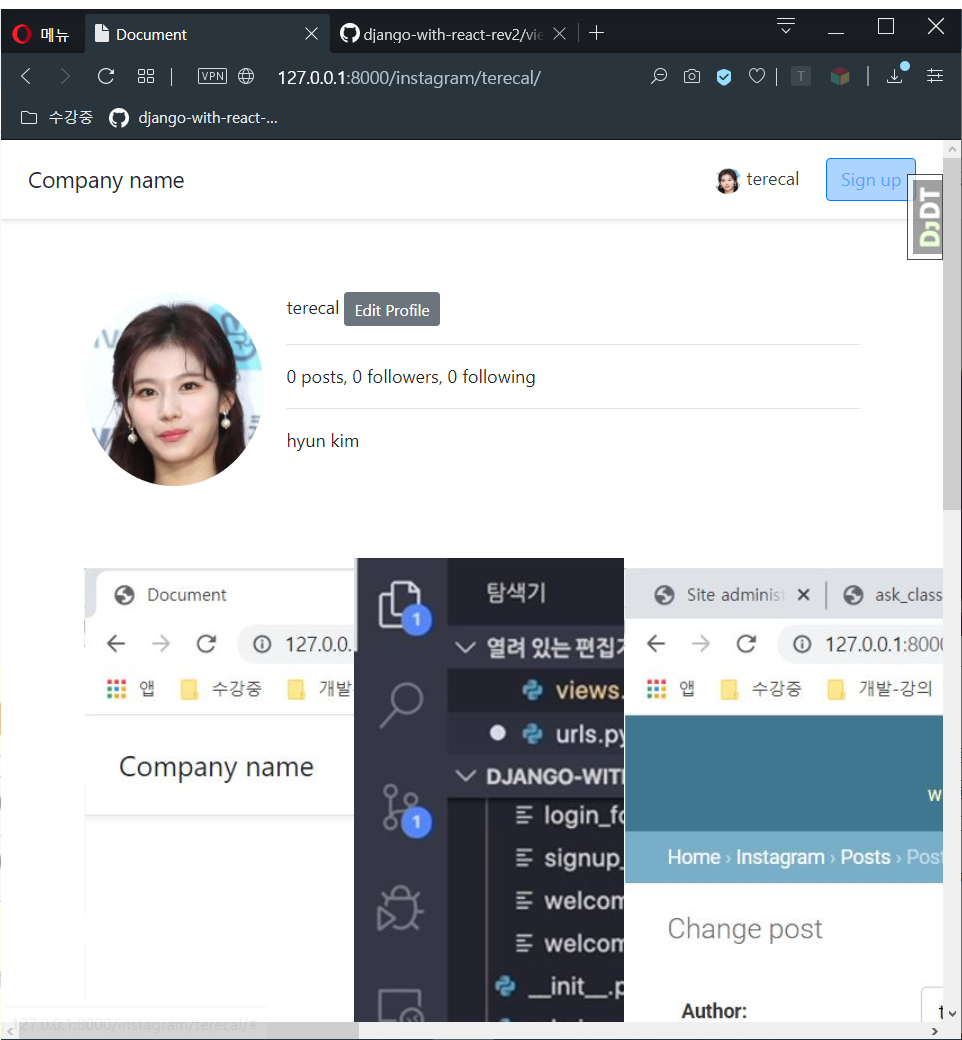 메뉴 Document django-with-react-rev2/vie
VPN 127.0.0.1:8000/instagram/terecal/ T
수강중 django-with-react-...
Company name terecal Sign up
DJDT
terecal Edit Profile
0 posts, 0 followers, 0 following
hyun kim
Document
127.0.0.
앱 수강중 개발
Company name
탐색기
1
열려 있는 편집
views.
urls.py
DJANGO-WITH
login_fo
signup_
1
welcom
welcom
__init__.p
Site administ ask_class
127.0.0.1:8000
앱 수강중 개발-강의
W
Home › Instagram › Posts › Post
Change post
Author: t
127.0.0.1:8000/instagram/terecal/#